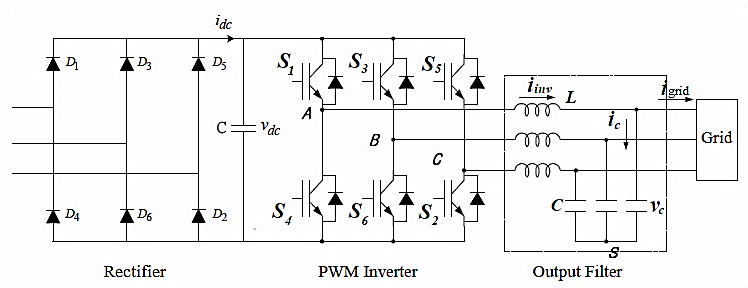 i_dc
D1 D3 D5
S1 S3 S5
i_inv L i_grid
C v_dc
A
i_c
B
Grid
C
D4 D6 D2
S4 S6 S2
C v_c
S
Rectifier PWM Inverter Output Filter